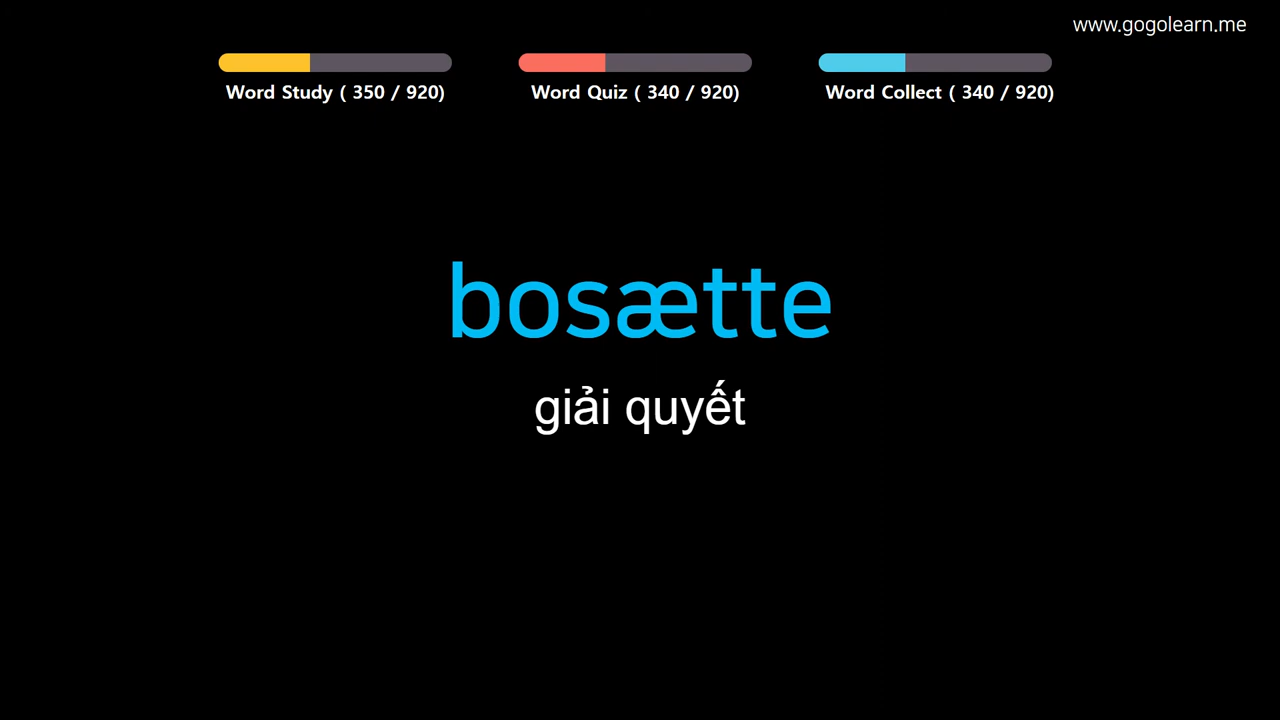 www.gogolearn.me
Word Study ( 350 / 920)
Word Quiz ( 340 / 920)
Word Collect ( 340 / 920)
bosætte
giải quyết